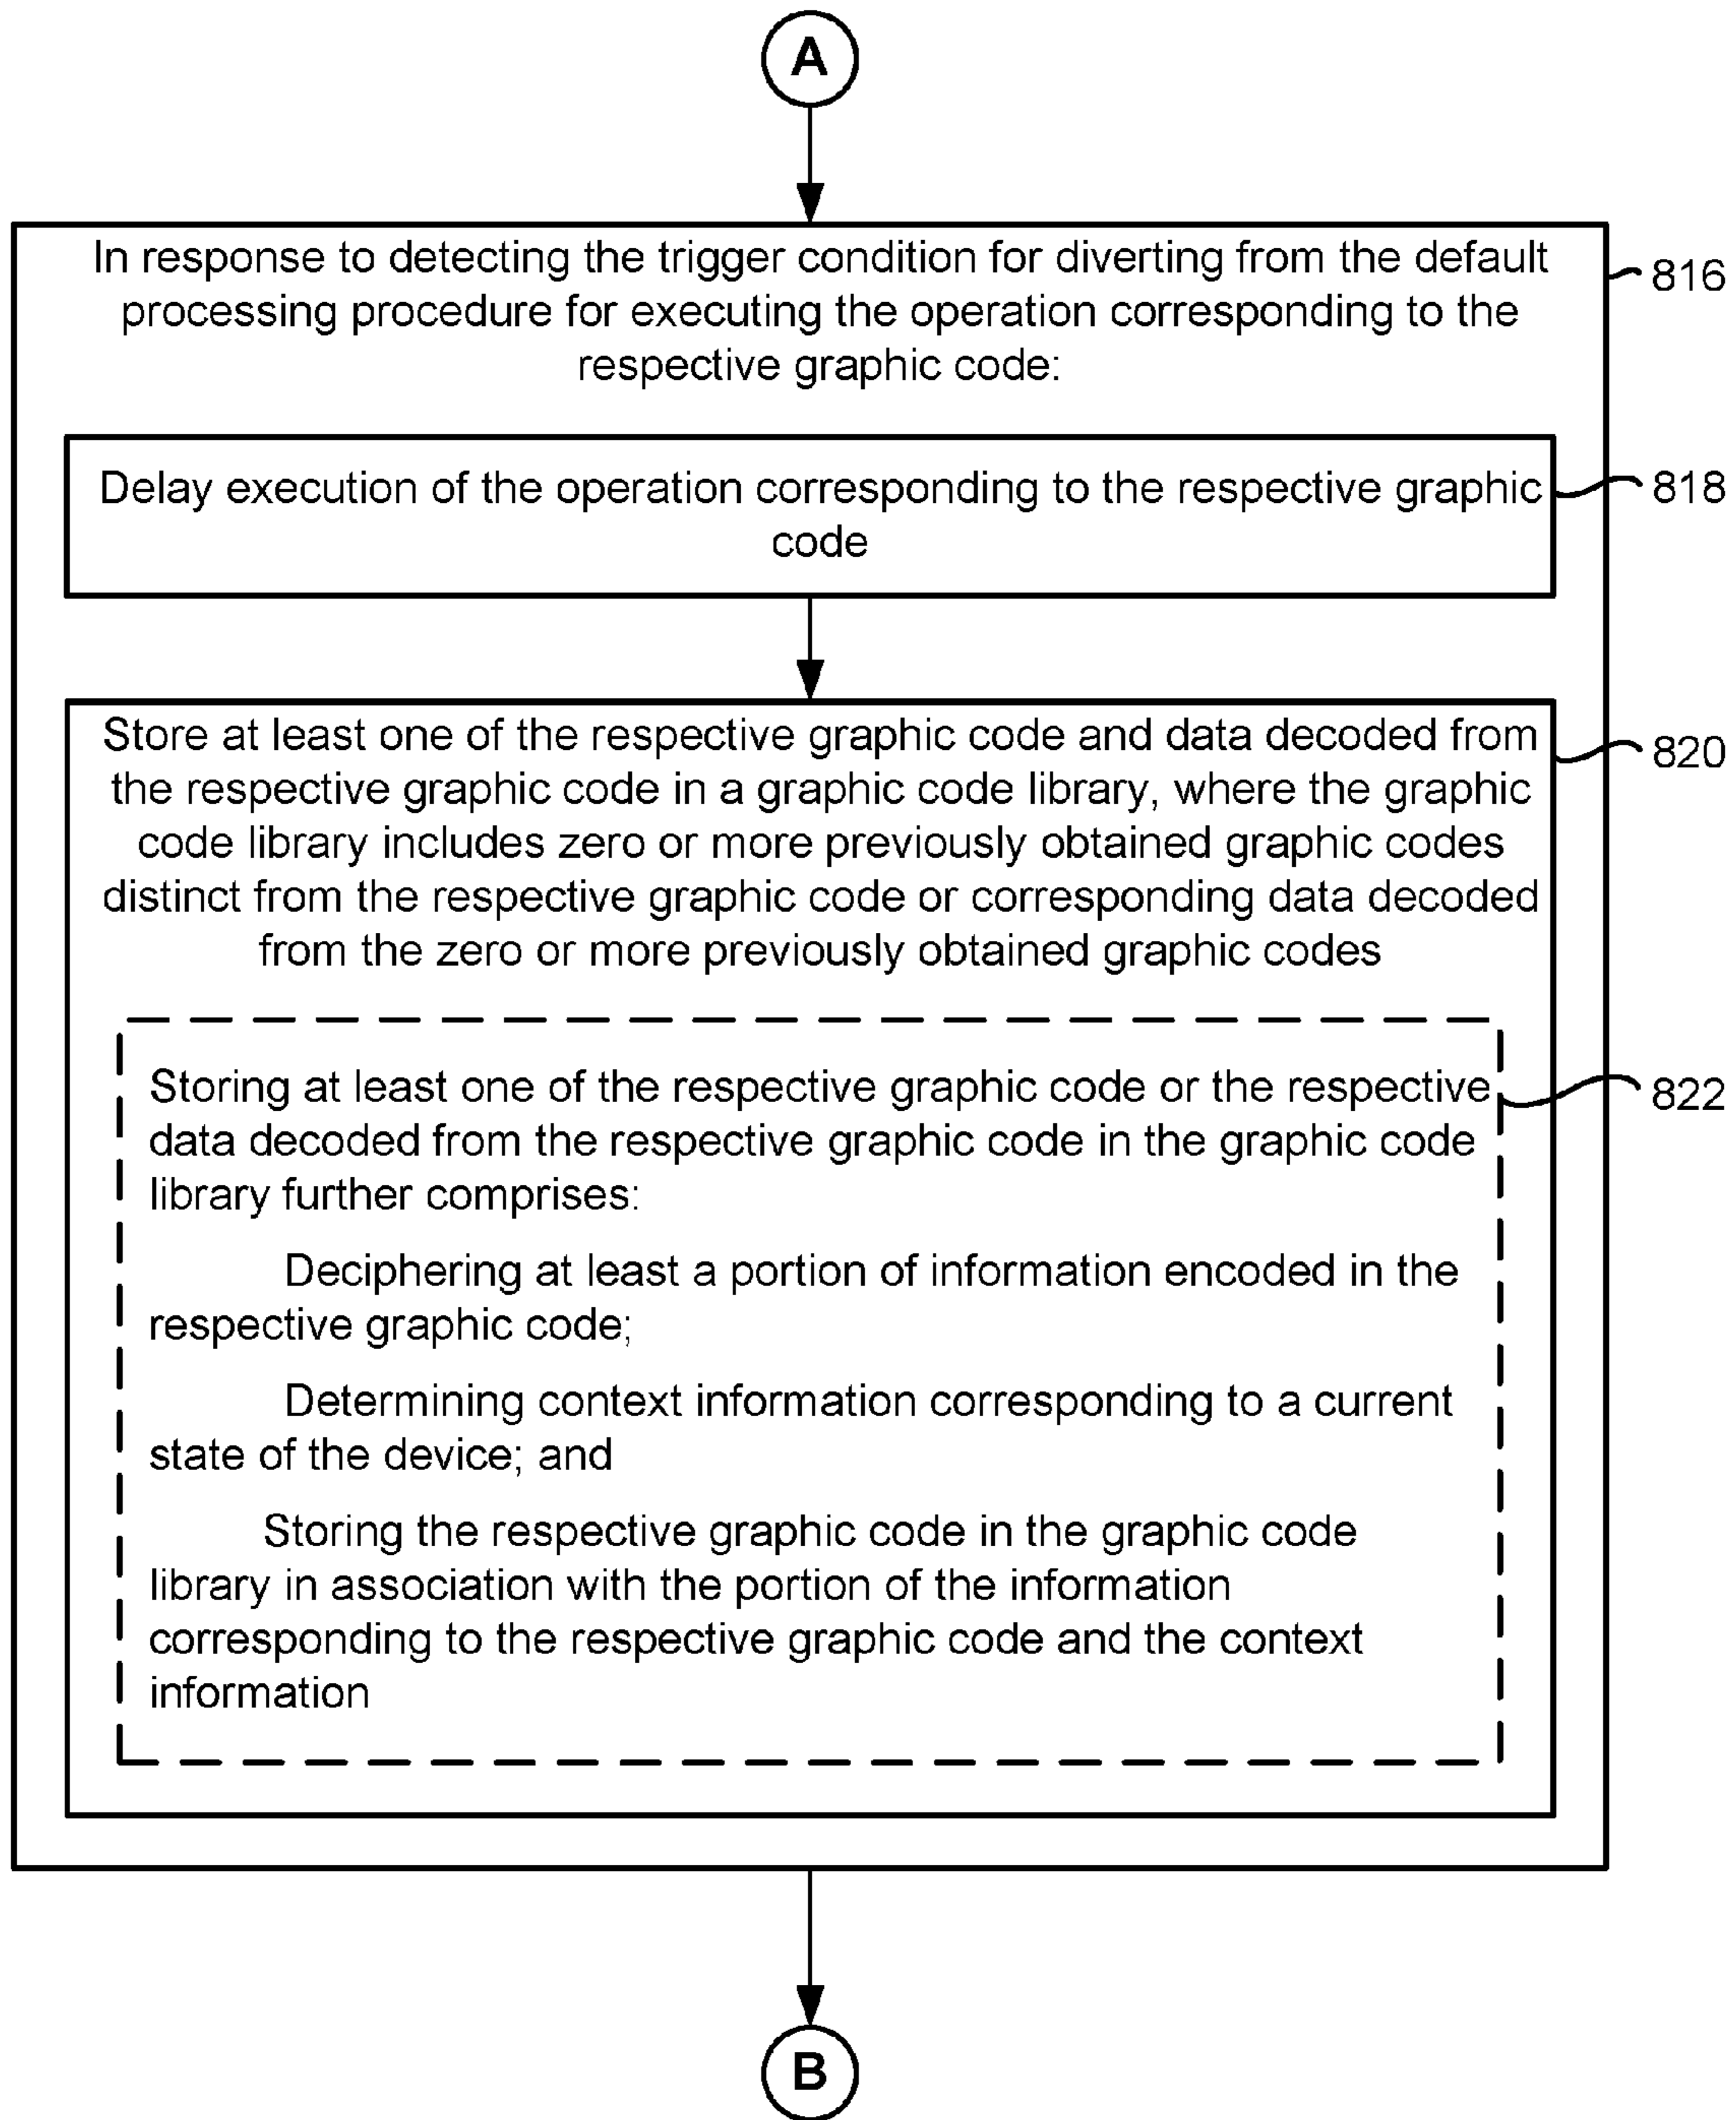 A
In response to detecting the trigger condition for diverting from the default
processing procedure for executing the operation corresponding to the
respective graphic code:
816
Delay execution of the operation corresponding to the respective graphic
code
818
Store at least one of the respective graphic code and data decoded from
the respective graphic code in a graphic code library, where the graphic
code library includes zero or more previously obtained graphic codes
distinct from the respective graphic code or corresponding data decoded
from the zero or more previously obtained graphic codes
820
Storing at least one of the respective graphic code or the respective
data decoded from the respective graphic code in the graphic code
library further comprises:
822
Deciphering at least a portion of information encoded in the
respective graphic code;
Determining context information corresponding to a current
state of the device; and
Storing the respective graphic code in the graphic code
library in association with the portion of the information
corresponding to the respective graphic code and the context
information
B